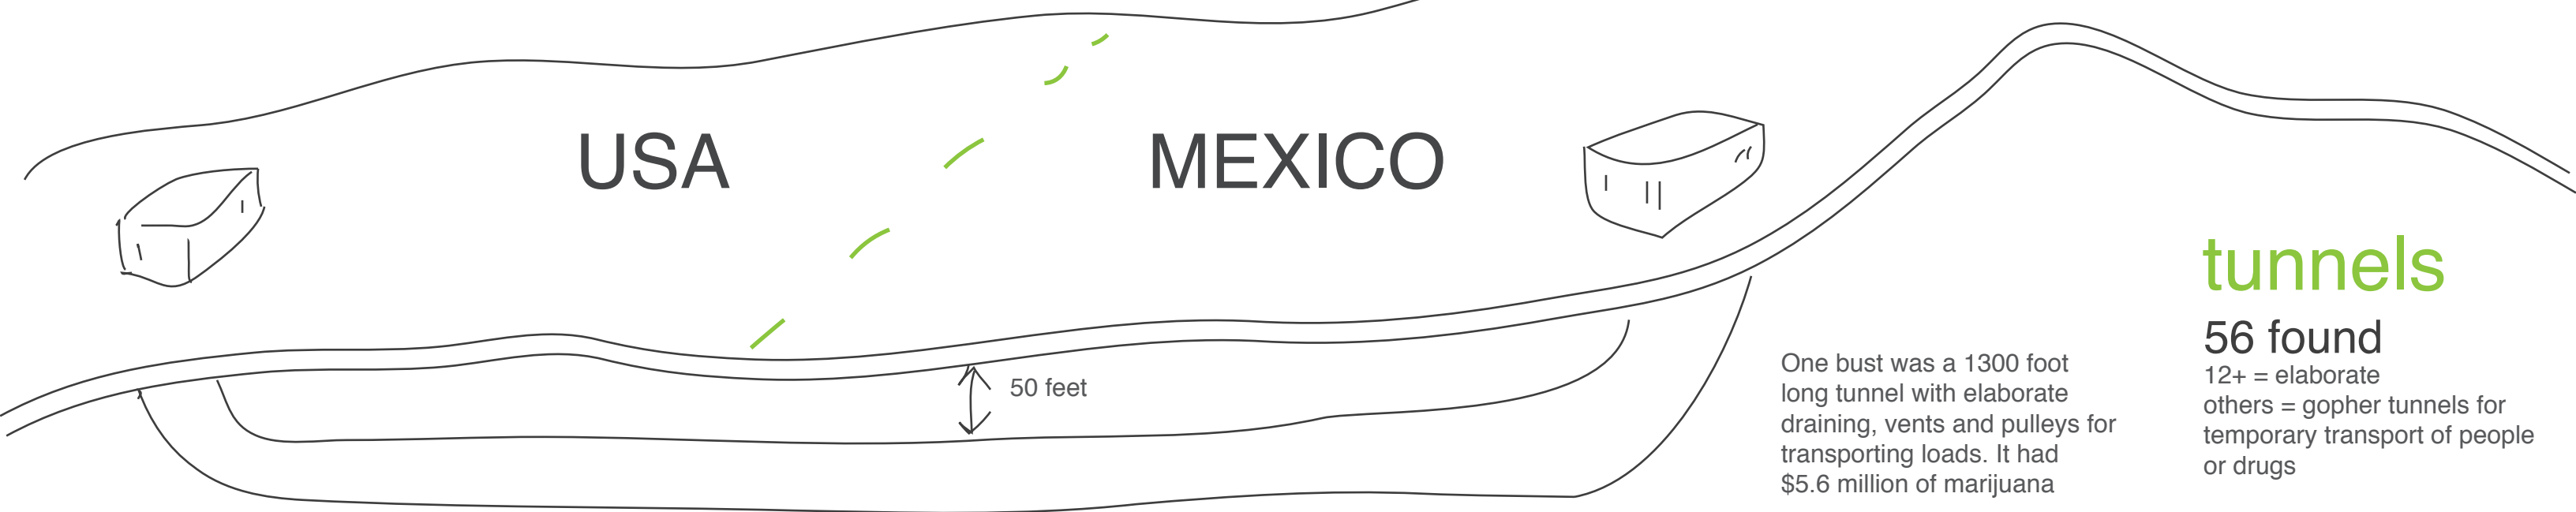 USA
MEXICO
50 feet
One bust was a 1300 foot
long tunnel with elaborate
draining, vents and pulleys for
transporting loads. It had
$5.6 million of marijuana
tunnels
56 found
12+ = elaborate
others = gopher tunnels for
temporary transport of people
or drugs